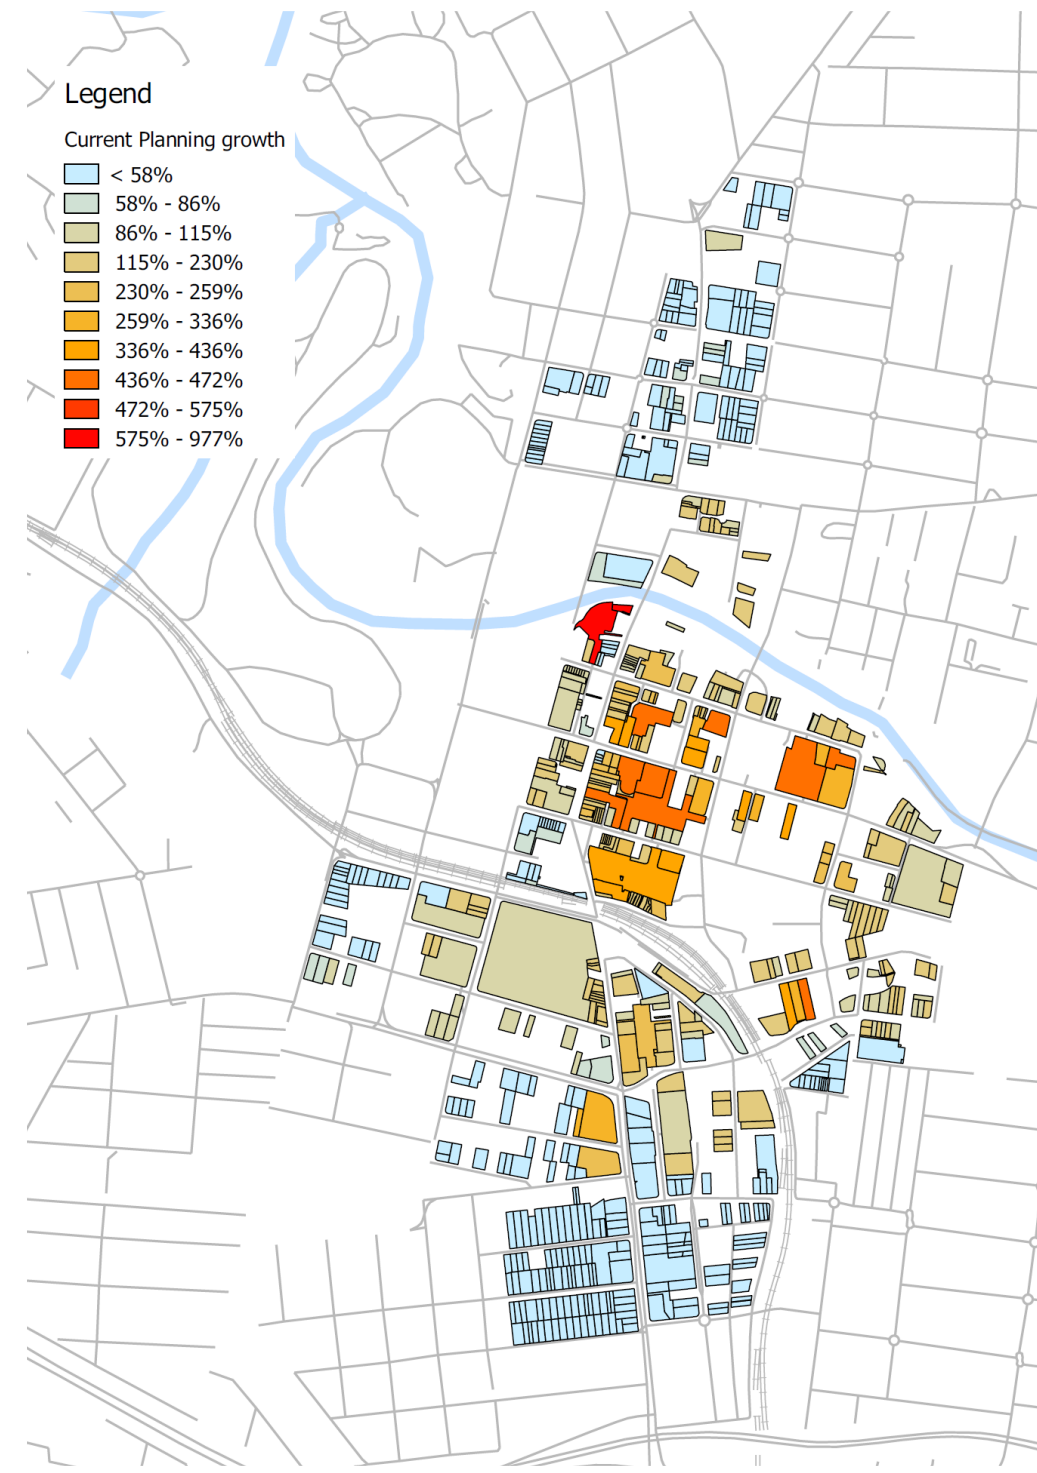 Legend
Current Planning growth
< 58%
58% - 86%
86% - 115%
115% - 230%
230% - 259%
259% - 336%
336% - 436%
436% - 472%
472% - 575%
575% - 977%